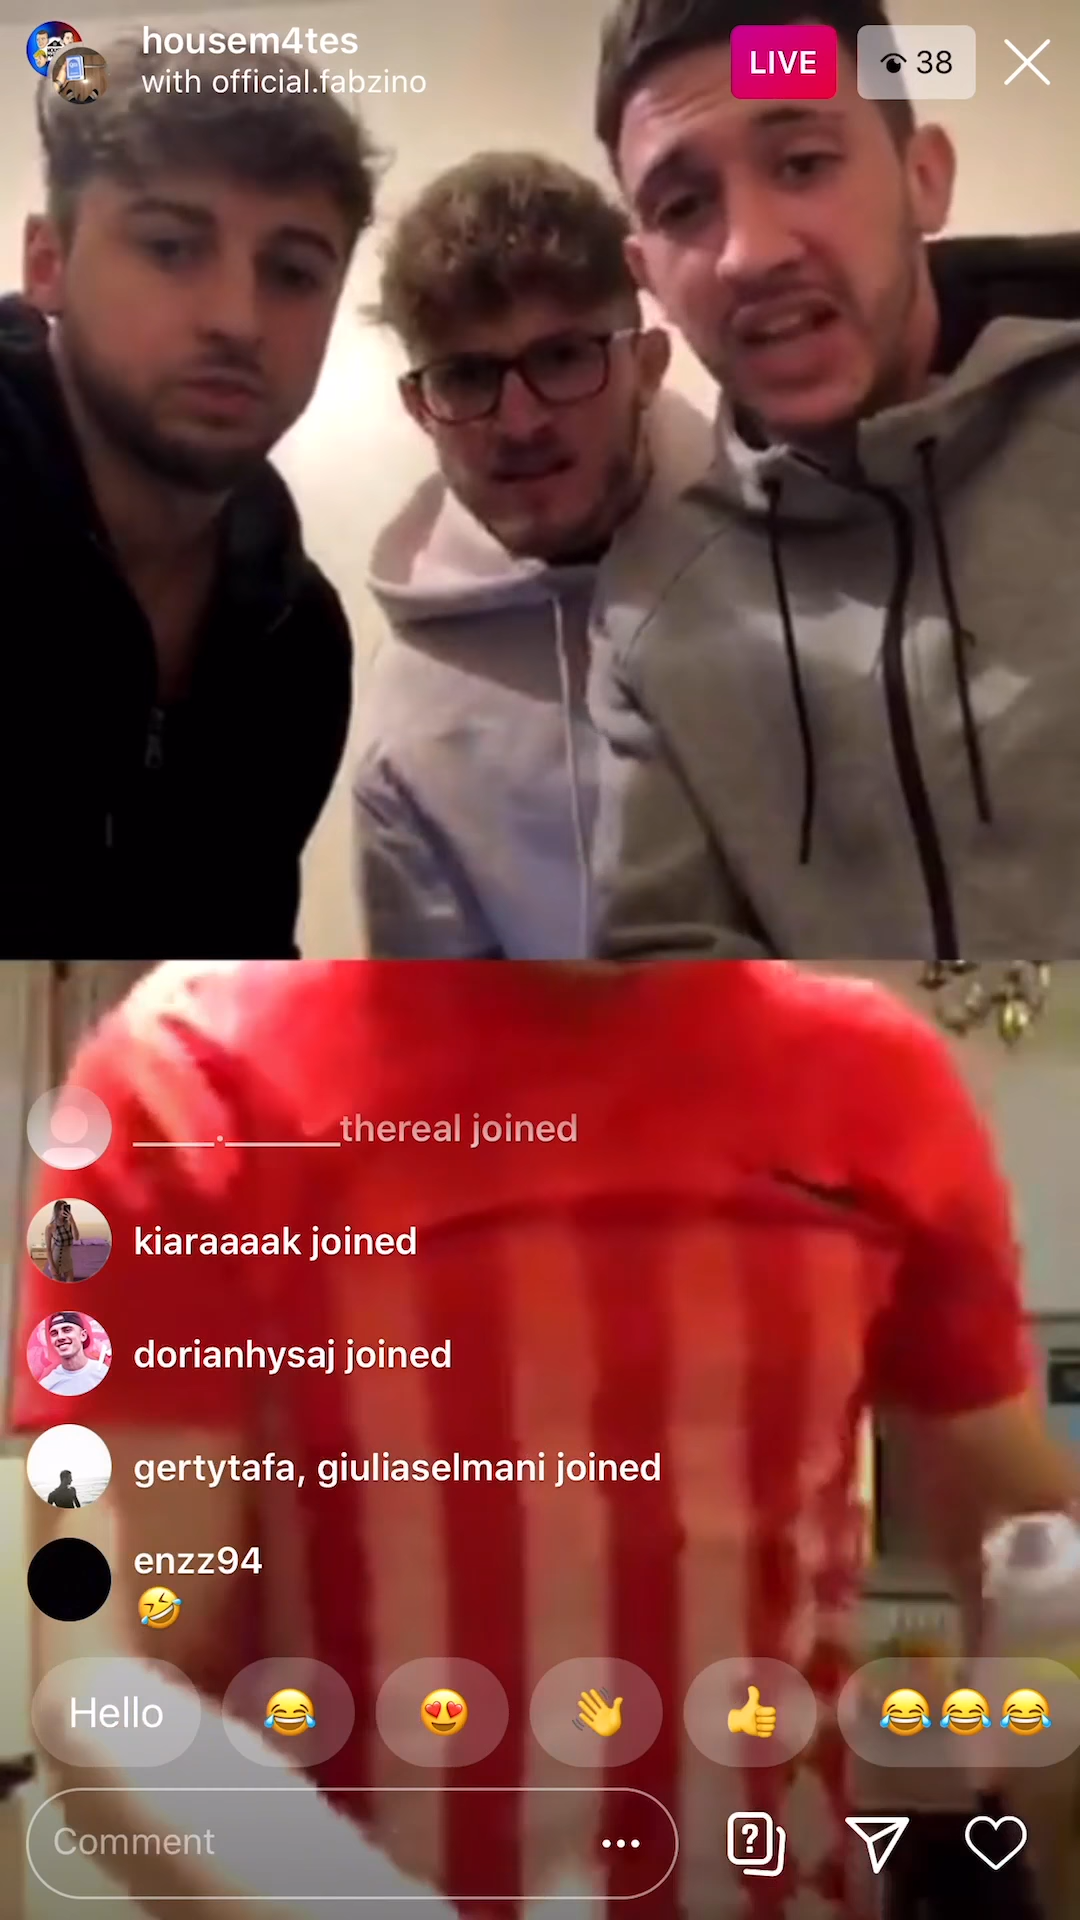 housem4tes
with official.fabzino
LIVE
38
____.______thereal joined
kiaraaaak joined
dorianhysaj joined
gertytafa, giuliaselmani joined
enzz94
🤣
Hello 😂 😍 👋 👍 😂😂😂
Comment